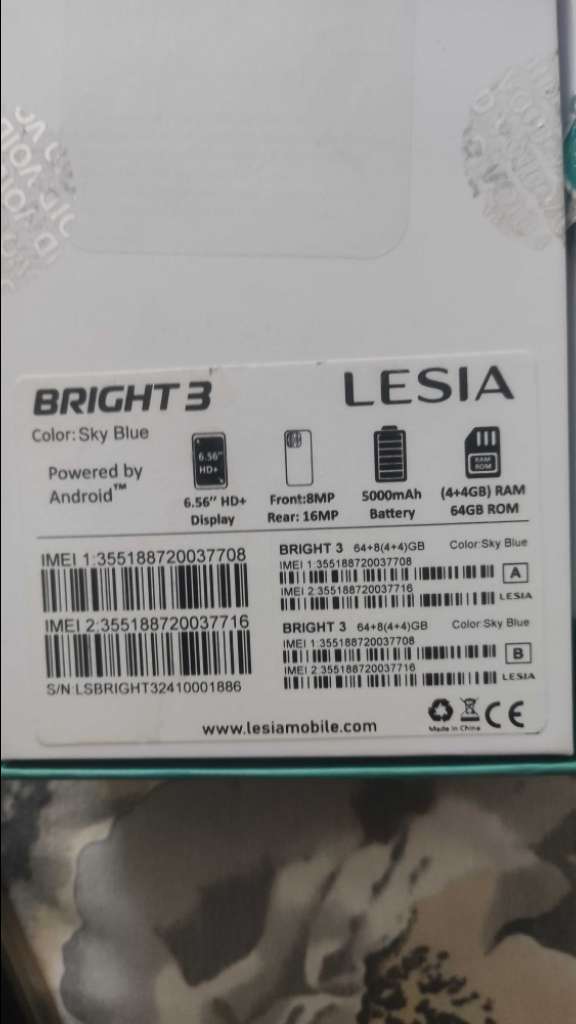 VOID
BRIGHT 3
LESIA
Color: Sky Blue
Powered by
Android™
6.56"
HD+
6.56" HD+
Display
Front:8MP
Rear: 16MP
5000mAh
Battery
RAM
ROM
(4+4GB) RAM
64GB ROM
IMEI 1:355188720037708
IMEI 2:355188720037716
S/N:LSBRIGHT32410001886
BRIGHT 3 64+8(4+4)GB Color:Sky Blue
IMEI 1:355188720037708
A
IMEI 2:355188720037716
LESIA
BRIGHT 3 64+8(4+4)GB Color:Sky Blue
IMEI 1:355188720037708
B
IMEI 2:355188720037716
LESIA
www.lesiamobile.com
Made in China
CE